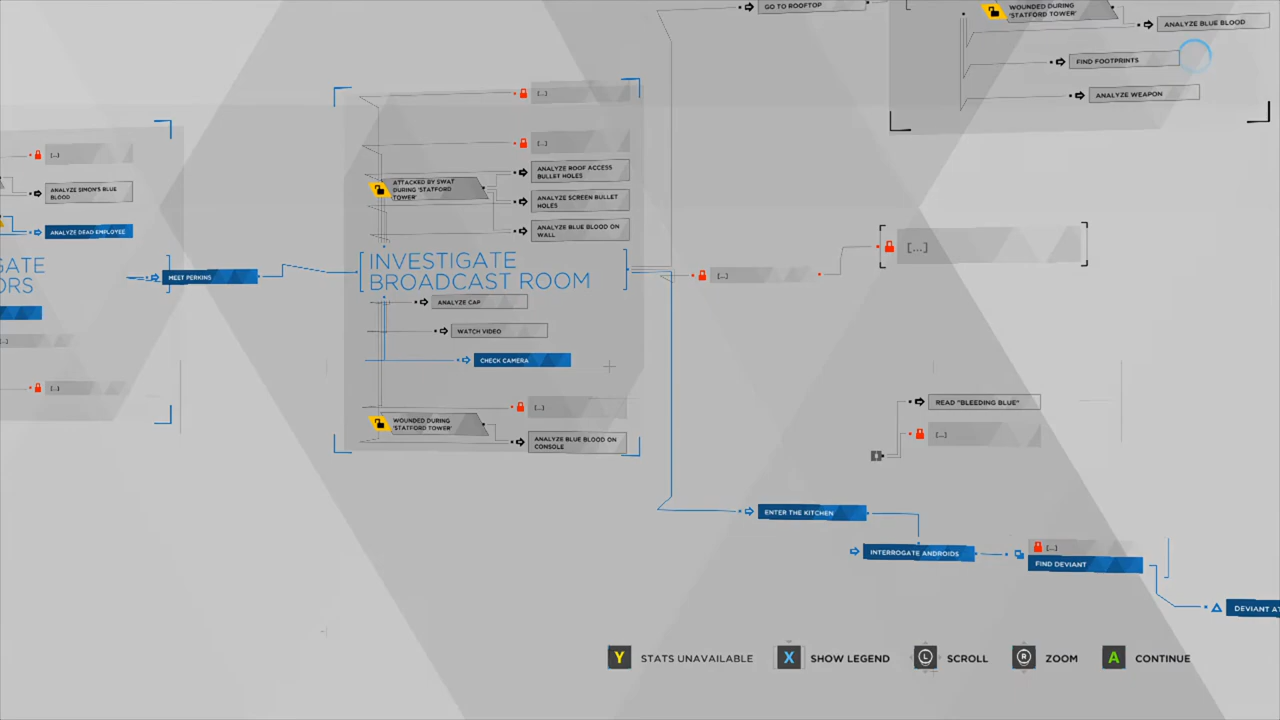 GO TO ROOFTOP
WOUNDED DURING
'STATFORD TOWER'
ANALYZE BLUE BLOOD
FIND FOOTPRINTS
ANALYZE WEAPON
[...]
ANALYZE SIMON'S BLUE
BLOOD
ANALYZE DEAD EMPLOYEE
GATE
ORS
[...]
[...]
MEET PERKINS
[...]
[...]
ATTACKED BY SWAT
DURING 'STATFORD
TOWER'
ANALYZE ROOF ACCESS
BULLET HOLES
ANALYZE SCREEN BULLET
HOLES
ANALYZE BLUE BLOOD ON
WALL
INVESTIGATE
BROADCAST ROOM
ANALYZE CAP
WATCH VIDEO
CHECK CAMERA
[...]
WOUNDED DURING
'STATFORD TOWER'
ANALYZE BLUE BLOOD ON
CONSOLE
[...]
[...]
READ "BLEEDING BLUE"
[...]
ENTER THE KITCHEN
INTERROGATE ANDROIDS
[...]
FIND DEVIANT
DEVIANT AT
Y STATS UNAVAILABLE
X SHOW LEGEND
L SCROLL
R ZOOM
A CONTINUE